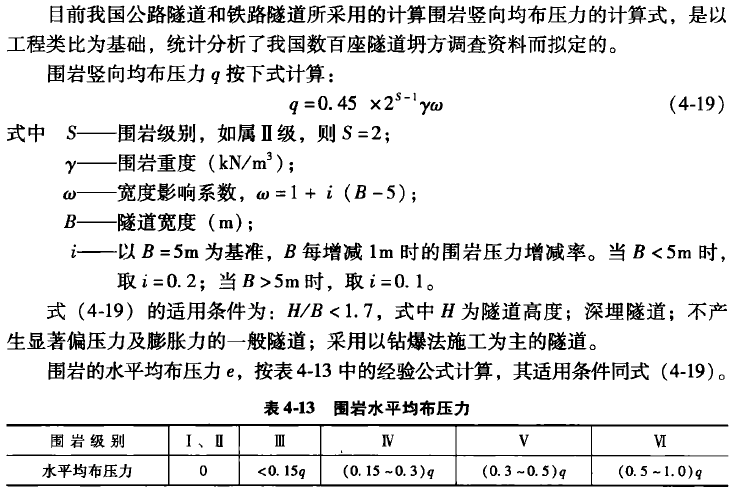 目前我国公路隧道和铁路隧道所采用的计算围岩竖向均布压力的计算式，是以
工程类比为基础，统计分析了我国数百座隧道坍方调查资料而拟定的。
围岩竖向均布压力 q 按下式计算：
q=0.45 ×2^{S-1}γω (4-19)
式中 S——围岩级别，如属Ⅱ级，则 S=2；
γ——围岩重度（kN/m³）；
ω——宽度影响系数，ω=1+i（B-5）；
B——隧道宽度（m）；
i——以 B=5m 为基准，B 每增减 1m 时的围岩压力增减率。当 B<5m 时，
取 i=0.2；当 B>5m 时，取 i=0.1。
式（4-19）的适用条件为：H/B<1.7，式中 H 为隧道高度；深埋隧道；不产
生显著偏压力及膨胀力的一般隧道；采用以钻爆法施工为主的隧道。
围岩的水平均布压力 e，按表 4-13 中的经验公式计算，其适用条件同式（4-19）。
表 4-13 围岩水平均布压力
围岩级别 Ⅰ、Ⅱ Ⅲ Ⅳ Ⅴ Ⅵ
水平均布压力 0 <0.15q (0.15~0.3)q (0.3~0.5)q (0.5~1.0)q